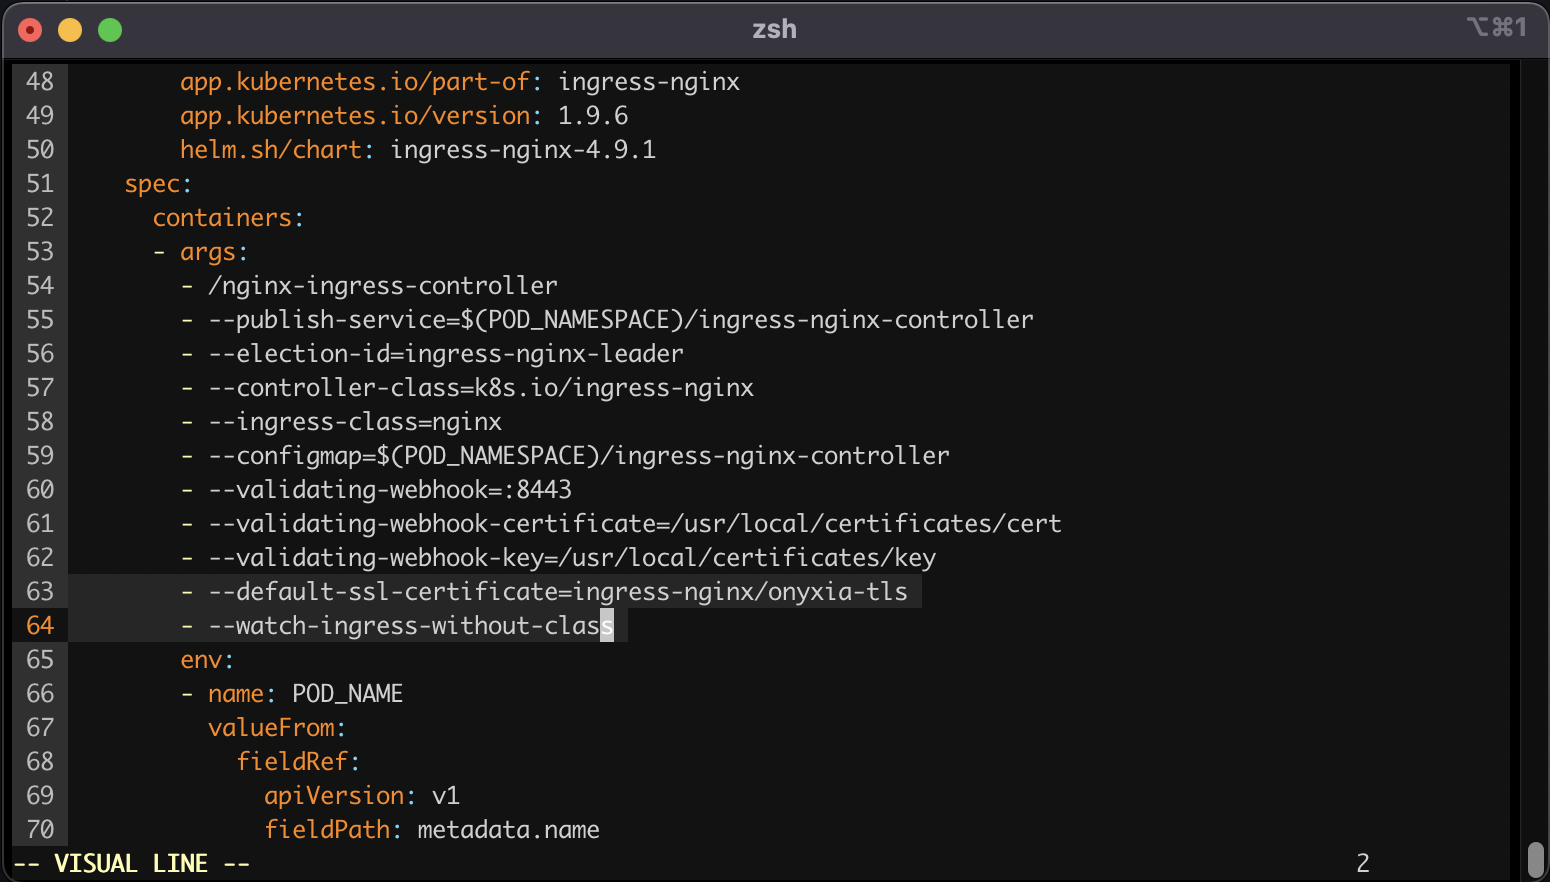 zsh
⌥⌘1
48 app.kubernetes.io/part-of: ingress-nginx
49 app.kubernetes.io/version: 1.9.6
50 helm.sh/chart: ingress-nginx-4.9.1
51 spec:
52 containers:
53 - args:
54 - /nginx-ingress-controller
55 - --publish-service=$(POD_NAMESPACE)/ingress-nginx-controller
56 - --election-id=ingress-nginx-leader
57 - --controller-class=k8s.io/ingress-nginx
58 - --ingress-class=nginx
59 - --configmap=$(POD_NAMESPACE)/ingress-nginx-controller
60 - --validating-webhook=:8443
61 - --validating-webhook-certificate=/usr/local/certificates/cert
62 - --validating-webhook-key=/usr/local/certificates/key
63 - --default-ssl-certificate=ingress-nginx/onyxia-tls
64 - --watch-ingress-without-class
65 env:
66 - name: POD_NAME
67 valueFrom:
68 fieldRef:
69 apiVersion: v1
70 fieldPath: metadata.name
-- VISUAL LINE -- 2